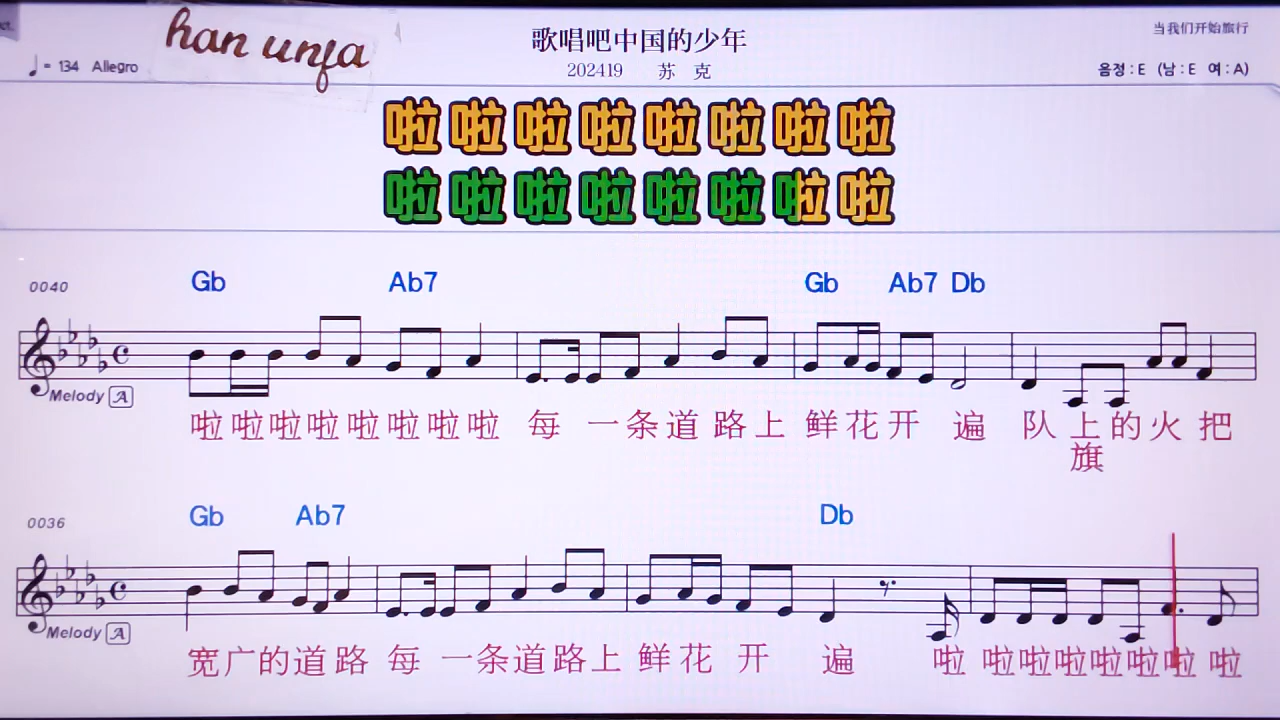 han unfa
♩= 134 Allegro
歌唱吧中国的少年
202419 苏 克
当我们开始旅行
음정 : E (남 : E 여 : A)
啦啦啦啦啦啦啦啦
啦啦啦啦啦啦啦啦
0040
Gb Ab7 Gb Ab7 Db
Melody A
啦啦啦啦啦啦啦啦 每 一条道路上 鲜花开 遍 队上的火把
旗
0036
Gb Ab7 Db
Melody A
宽广的道路 每 一条道路上 鲜花 开 遍 啦 啦啦啦啦啦啦 啦